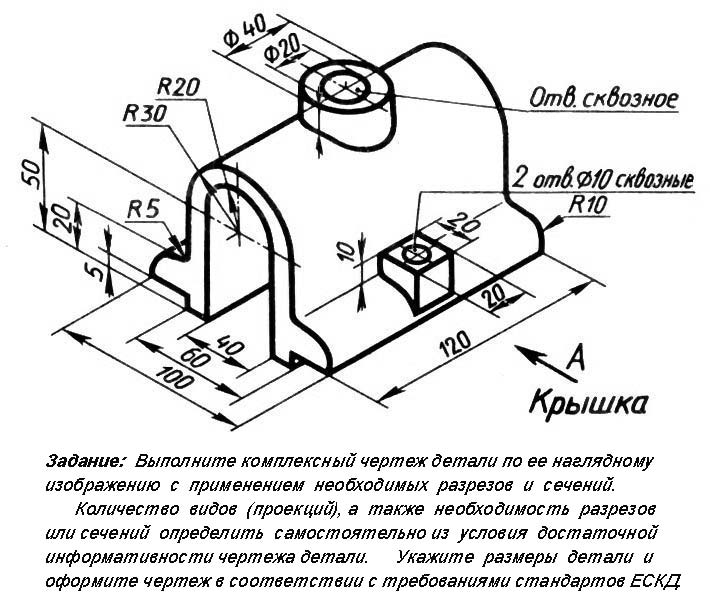 Ø 40
Ø20
R20
R30
Отв. сквозное
50
2 отв. Ø10 сквозные
R5
20
R10
20
10
5
20
40
60
120
100
А
Крышка
Задание: Выполните комплексный чертеж детали по ее наглядному
изображению с применением необходимых разрезов и сечений.
Количество видов (проекций), а также необходимость разрезов
или сечений определить самостоятельно из условия достаточной
информативности чертежа детали. Укажите размеры детали и
оформите чертеж в соответствии с требованиями стандартов ЕСКД.